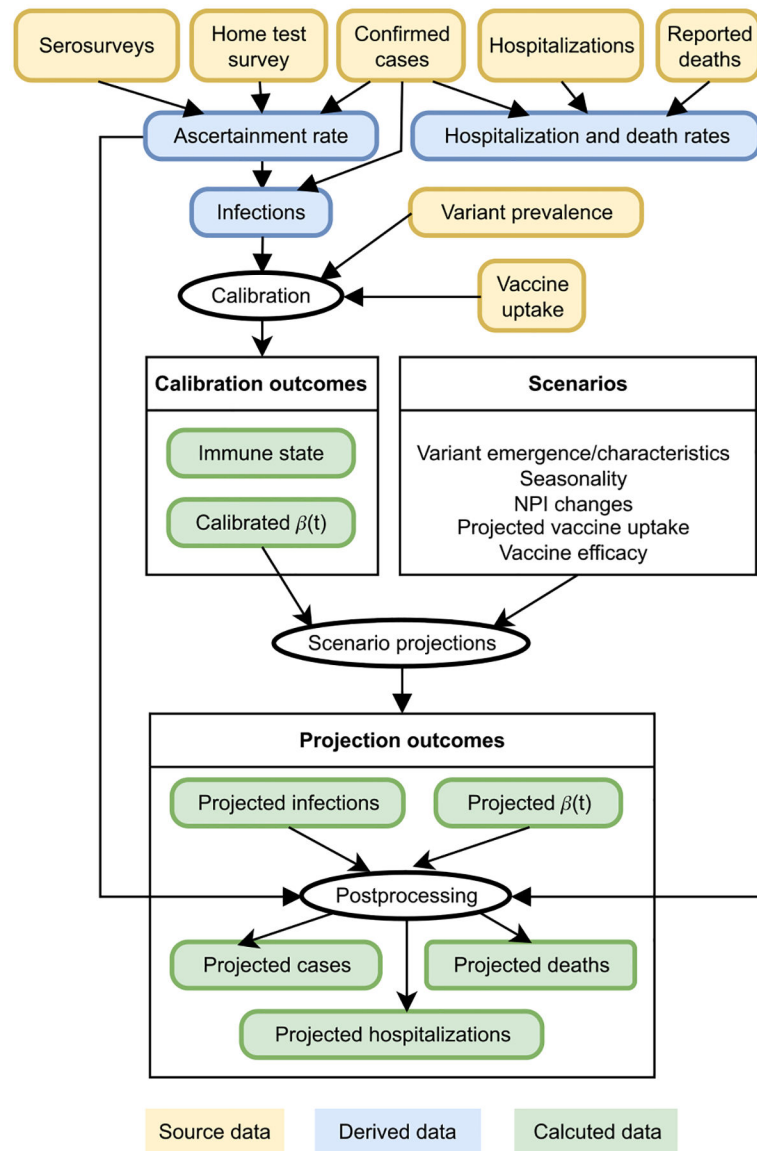 Serosurveys
Home test
survey
Confirmed
cases
Hospitalizations
Reported
deaths
Ascertainment rate
Hospitalization and death rates
Infections
Variant prevalence
Calibration
Vaccine
uptake
Calibration outcomes
Immune state
Calibrated β(t)
Scenarios
Variant emergence/characteristics
Seasonality
NPI changes
Projected vaccine uptake
Vaccine efficacy
Scenario projections
Projection outcomes
Projected infections
Projected β(t)
Postprocessing
Projected cases
Projected deaths
Projected hospitalizations
Source data
Derived data
Calcuted data